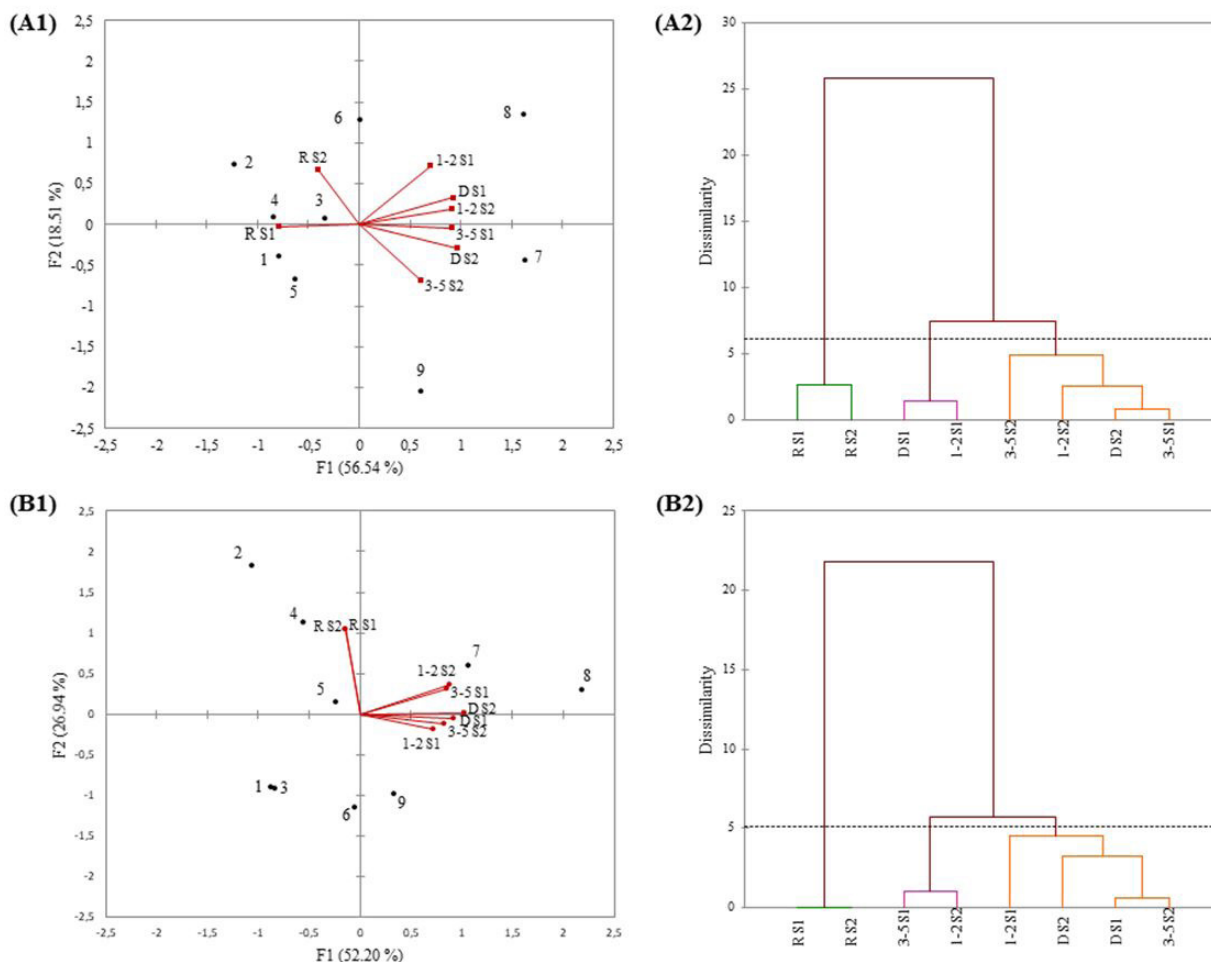 (A1)
2,5
2
1,5
1
0,5
0
-0,5
-1
-1,5
-2
-2,5
F2 (18.51 %)
6
8
2
R S2
1-2 S1
4
3
D S1
1-2 S2
R S1
3-5 S1
1
D S2
7
5
3-5 S2
9
-2,5
-2
-1,5
-1
-0,5
0
0,5
1
1,5
2
2,5
F1 (56.54 %)
(A2)
30
25
20
15
10
5
0
Dissimilarity
R S1
R S2
D S1
1-2 S1
3-5 S2
1-2 S2
D S2
3-5 S1
(B1)
2,5
2
1,5
1
0,5
0
-0,5
-1
-1,5
-2
-2,5
F2 (26.94 %)
2
4
R S2
R S1
7
1-2 S2
8
3-5 S1
5
D S2
D S1
3-5 S2
1-2 S1
1
3
6
9
-2,5
-2
-1,5
-1
-0,5
0
0,5
1
1,5
2
2,5
F1 (52.20 %)
(B2)
25
20
15
10
5
0
Dissimilarity
R S1
R S2
3-5 S1
1-2 S2
1-2 S1
D S2
D S1
3-5 S2